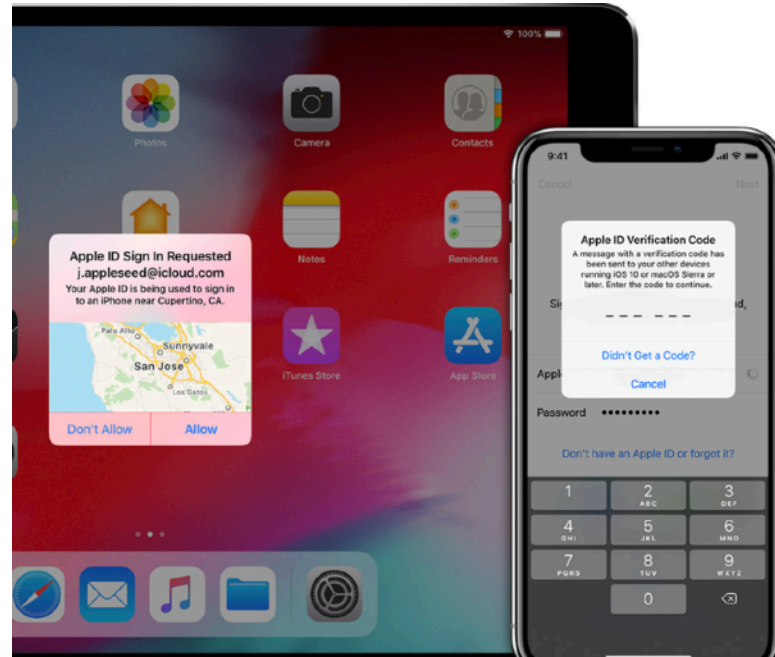 100%
Photos
Camera
Contacts
Notes
Reminders
iTunes Store
App Store
Apple ID Sign In Requested
j.appleseed@icloud.com
Your Apple ID is being used to sign in
to an iPhone near Cupertino, CA.
Palo Alto
Sunnyvale
San Jose
Los Gatos
Don't Allow
Allow
9:41
Cancel
Next
Apple ID Verification Code
A message with a verification code has
been sent to your other devices
running iOS 10 or macOS Sierra or
later. Enter the code to continue.
Didn't Get a Code?
Cancel
Password
Don't have an Apple ID or forgot it?
1
2
ABC
3
DEF
4
GHI
5
JKL
6
MNO
7
PQRS
8
TUV
9
WXYZ
0